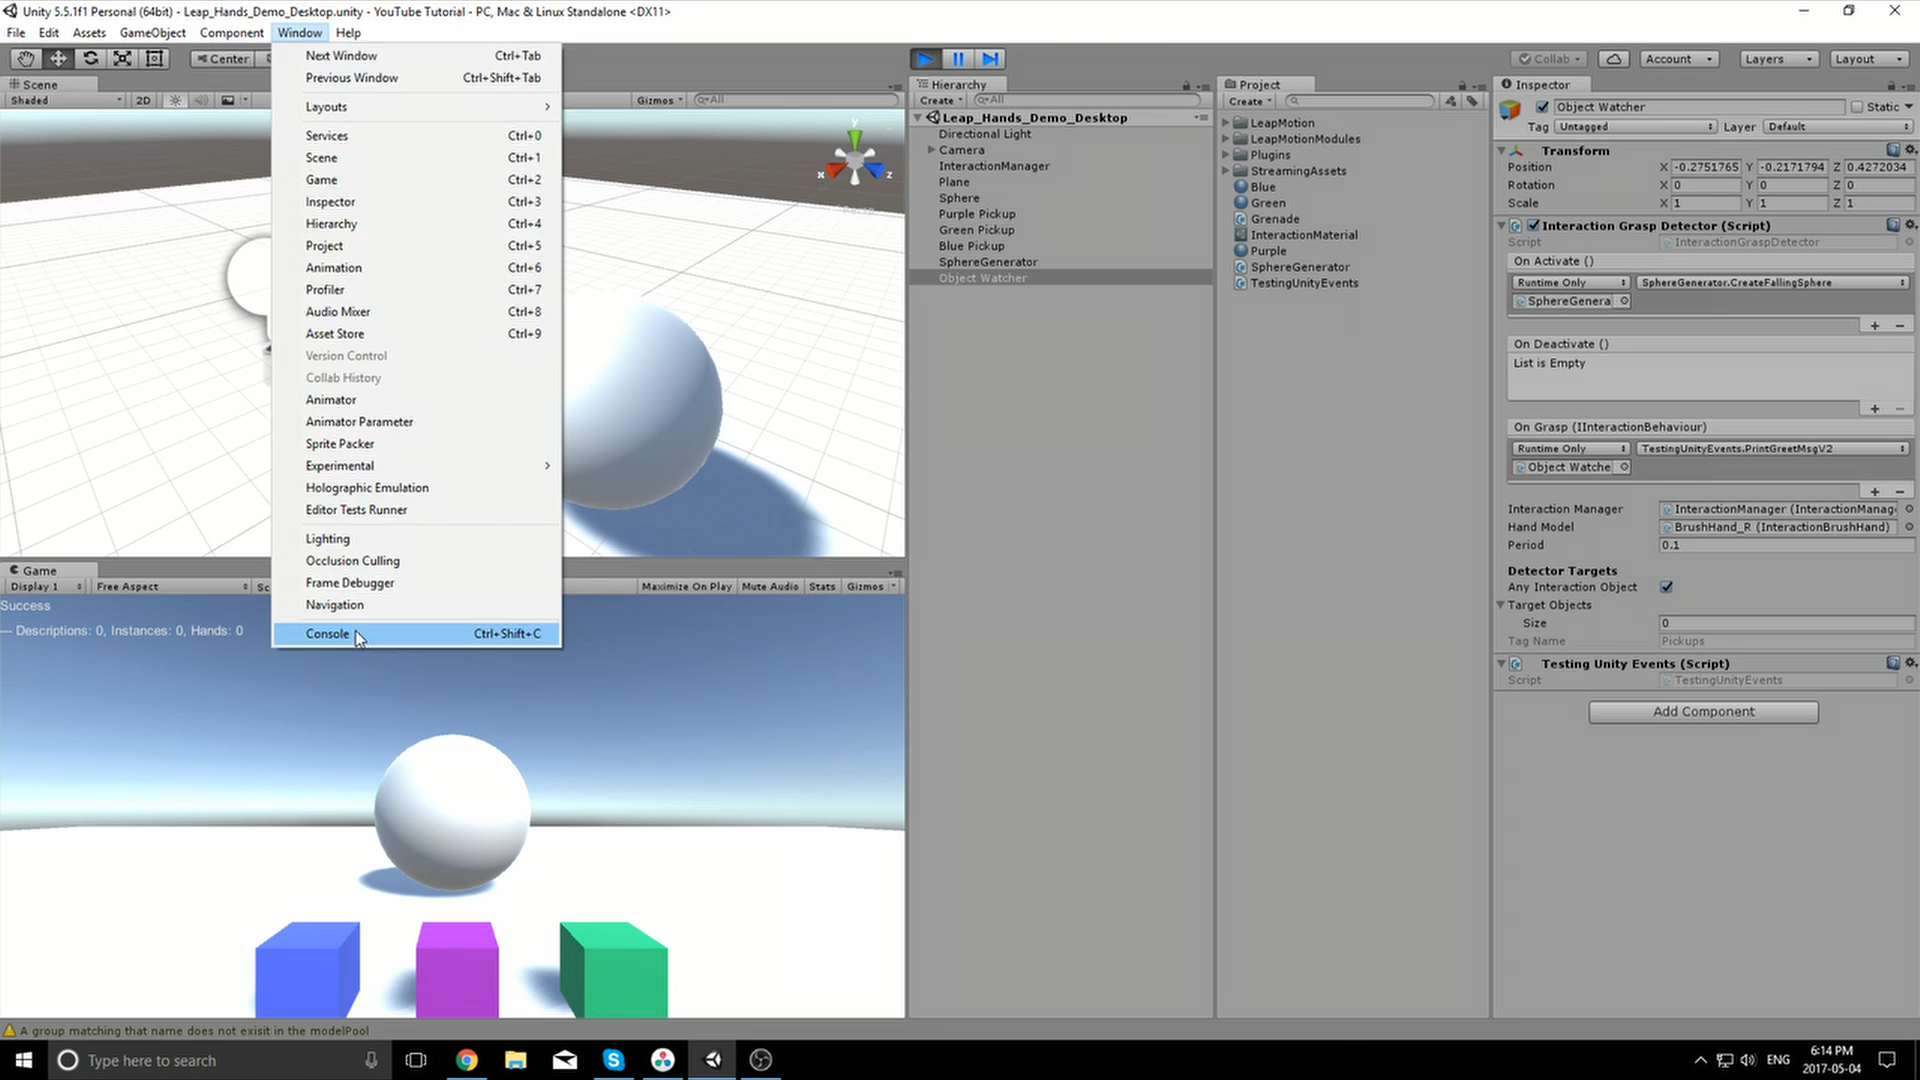 Unity 5.5.1f1 Personal (64bit) - Leap_Hands_Demo_Desktop.unity - YouTube Tutorial - PC, Mac & Linux Standalone <DX11>
File Edit Assets GameObject Component Window Help
Center
Collab Account Layers Layout
Scene
Shaded 2D Gizmos All
Next Window Ctrl+Tab
Previous Window Ctrl+Shift+Tab
Layouts
Services Ctrl+0
Scene Ctrl+1
Game Ctrl+2
Inspector Ctrl+3
Hierarchy Ctrl+4
Project Ctrl+5
Animation Ctrl+6
Profiler Ctrl+7
Audio Mixer Ctrl+8
Asset Store Ctrl+9
Version Control
Collab History
Animator
Animator Parameter
Sprite Packer
Experimental
Holographic Emulation
Editor Tests Runner
Lighting
Occlusion Culling
Frame Debugger
Navigation
Console Ctrl+Shift+C
y
x z
Persp
Game
Display 1 Free Aspect Sc Maximize On Play Mute Audio Stats Gizmos
Success
--- Descriptions: 0, Instances: 0, Hands: 0
Hierarchy
Create All
Leap_Hands_Demo_Desktop
Directional Light
Camera
InteractionManager
Plane
Sphere
Purple Pickup
Green Pickup
Blue Pickup
SphereGenerator
Object Watcher
Project
Create
LeapMotion
LeapMotionModules
Plugins
StreamingAssets
Blue
Green
Grenade
InteractionMaterial
Purple
SphereGenerator
TestingUnityEvents
Inspector
Object Watcher Static
Tag Untagged Layer Default
Transform
Position X -0.2751765 Y -0.2171794 Z 0.4272034
Rotation X 0 Y 0 Z 0
Scale X 1 Y 1 Z 1
Interaction Grasp Detector (Script)
Script InteractionGraspDetector
On Activate ()
Runtime Only SphereGenerator.CreateFallingSphere
SphereGenera
On Deactivate ()
List is Empty
On Grasp (IInteractionBehaviour)
Runtime Only TestingUnityEvents.PrintGreetMsgV2
Object Watche
Interaction Manager InteractionManager (InteractionManag
Hand Model BrushHand_R (InteractionBrushHand)
Period 0.1
Detector Targets
Any Interaction Object
Target Objects
Size 0
Tag Name Pickups
Testing Unity Events (Script)
Script TestingUnityEvents
Add Component
A group matching that name does not exisit in the modelPool
Type here to search
ENG
6:14 PM
2017-05-04